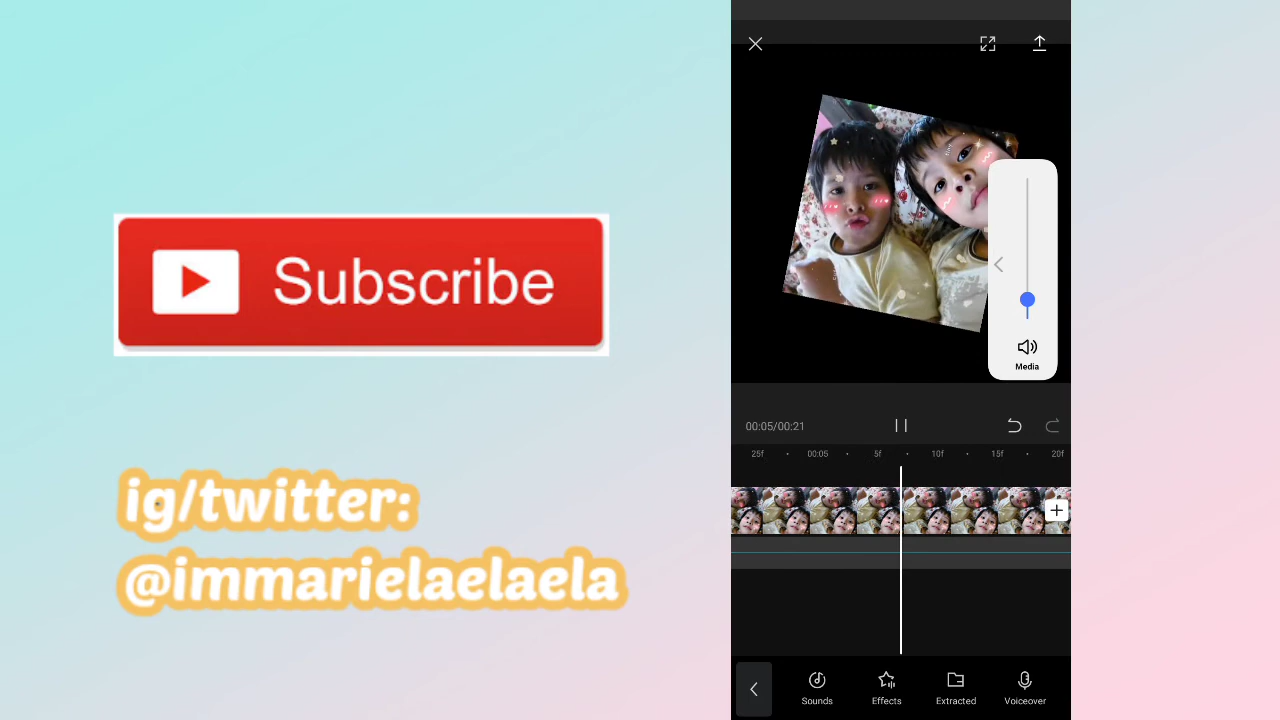 Subscribe
ig/twitter:
@immarielaelaela
Media
00:05/00:21
25f 00:05 5f 10f 15f 20f
Sounds Effects Extracted Voiceover